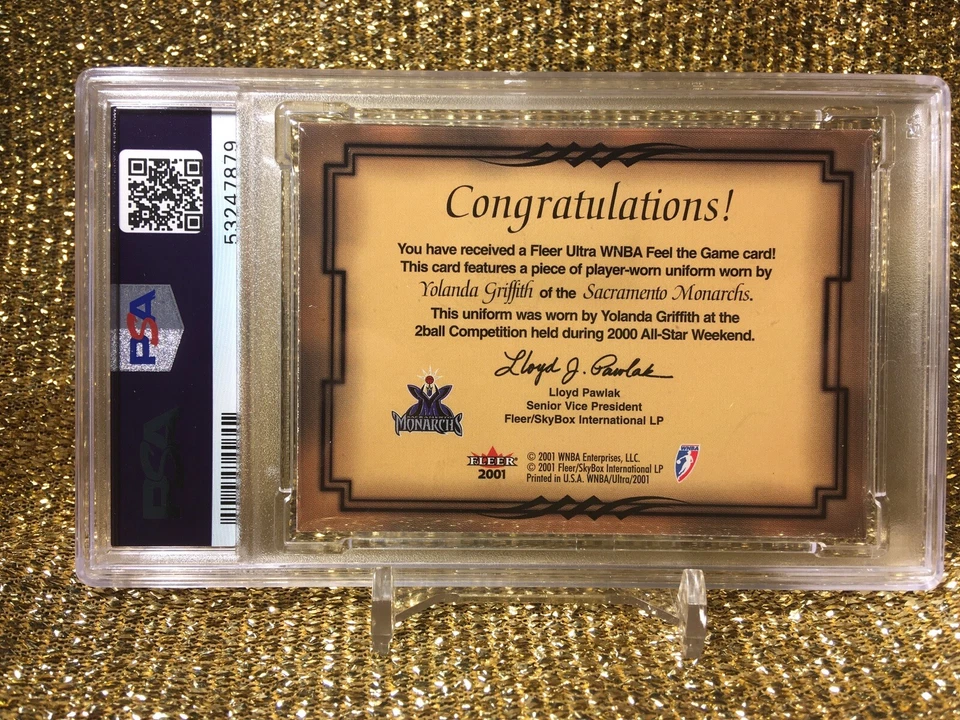 53247879
PSA
PSA
Congratulations!
You have received a Fleer Ultra WNBA Feel the Game card!
This card features a piece of player-worn uniform worn by
Yolanda Griffith of the Sacramento Monarchs.
This uniform was worn by Yolanda Griffith at the
2ball Competition held during 2000 All-Star Weekend.
Lloyd J. Pawlak
Lloyd Pawlak
Senior Vice President
Fleer/SkyBox International LP
MONARCHS
FLEER
2001
© 2001 WNBA Enterprises, LLC.
© 2001 Fleer/SkyBox International LP
Printed in U.S.A. WNBA/Ultra/2001
WNBA